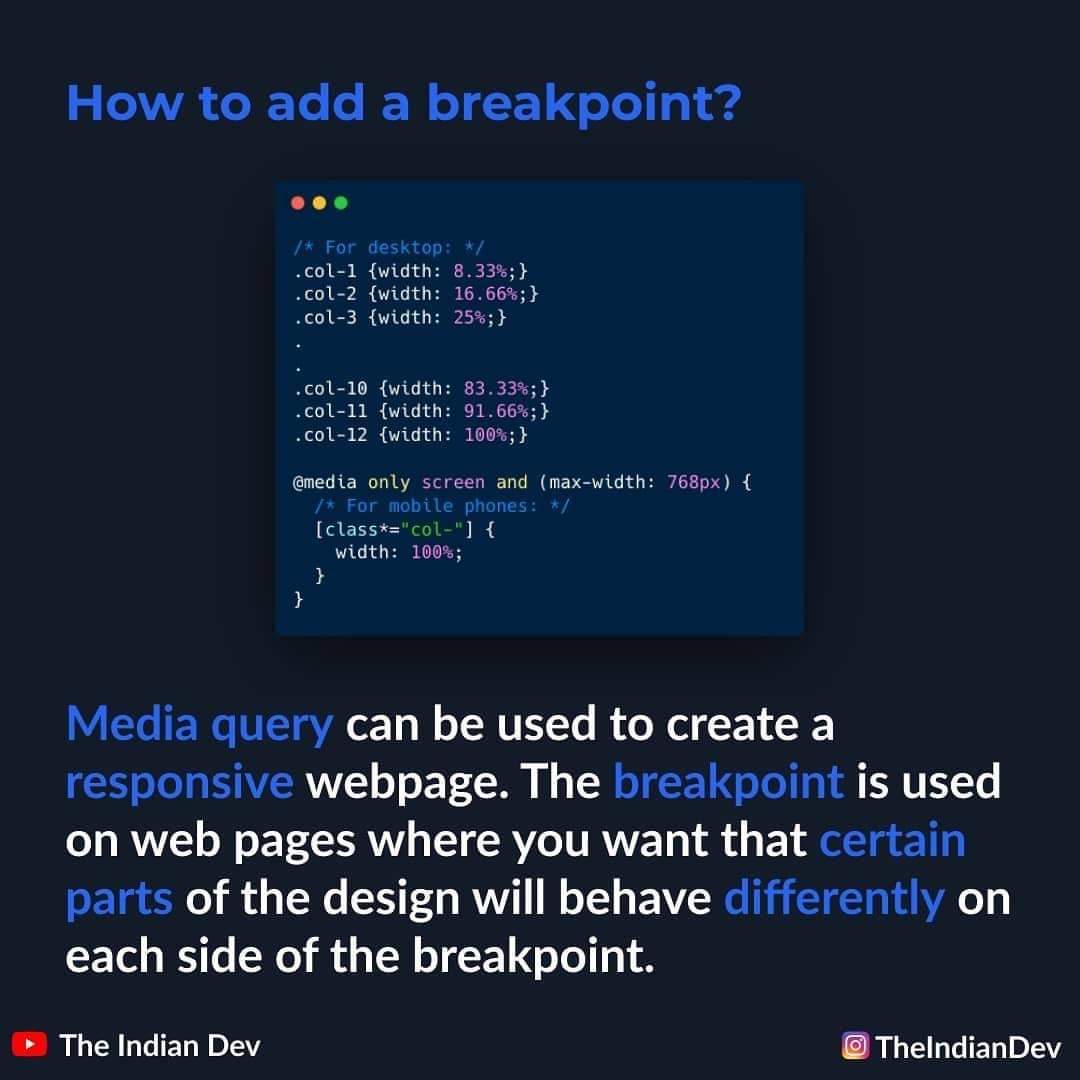 How to add a breakpoint?
/* For desktop: */
.col-1 {width: 8.33%;}
.col-2 {width: 16.66%;}
.col-3 {width: 25%;}
.
.
.col-10 {width: 83.33%;}
.col-11 {width: 91.66%;}
.col-12 {width: 100%;}
@media only screen and (max-width: 768px) {
/* For mobile phones: */
[class*="col-"] {
width: 100%;
}
}
Media query can be used to create a
responsive webpage. The breakpoint is used
on web pages where you want that certain
parts of the design will behave differently on
each side of the breakpoint.
The Indian Dev
TheIndianDev